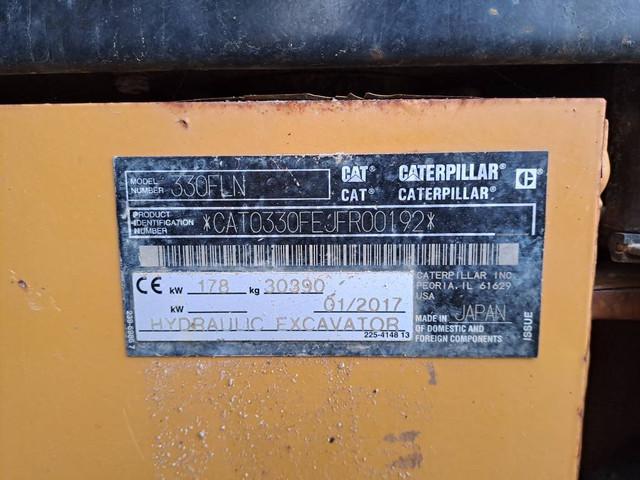 MODEL NUMBER 330FLN
CAT® CATERPILLAR®
CAT® CATERPILLAR®
PRODUCT IDENTIFICATION NUMBER *CAT0330FEJFR00192*
CE kW 178 kg 30390
kW 01/2017
HYDRAULIC EXCAVATOR
225-4148 13
CATERPILLAR INC
PEORIA, IL 61629
USA
MADE IN JAPAN
OF DOMESTIC AND
FOREIGN COMPONENTS
ISSUE